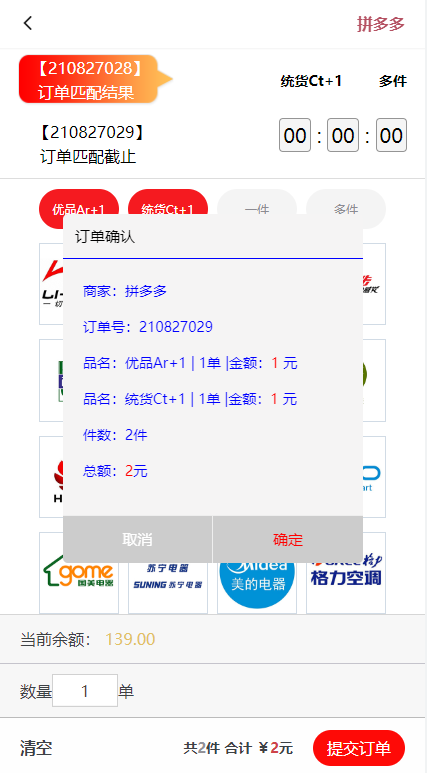 拼多多
【210827028】
订单匹配结果
统货Ct+1 多件
【210827029】
订单匹配截止
00 : 00 : 00
优品Ar+1 统货Ct+1 一件 多件
订单确认
商家：拼多多
订单号：210827029
品名：优品Ar+1 | 1单 |金额：1 元
品名：统货Ct+1 | 1单 |金额：1 元
件数：2件
总额：2元
取消 确定
gome
国美电器
苏宁电器
SUNING 苏宁电器
Midea
美的电器
GREE格力
格力空调
当前余额： 139.00
数量 1 单
清空 共2件 合计 ￥2元 提交订单